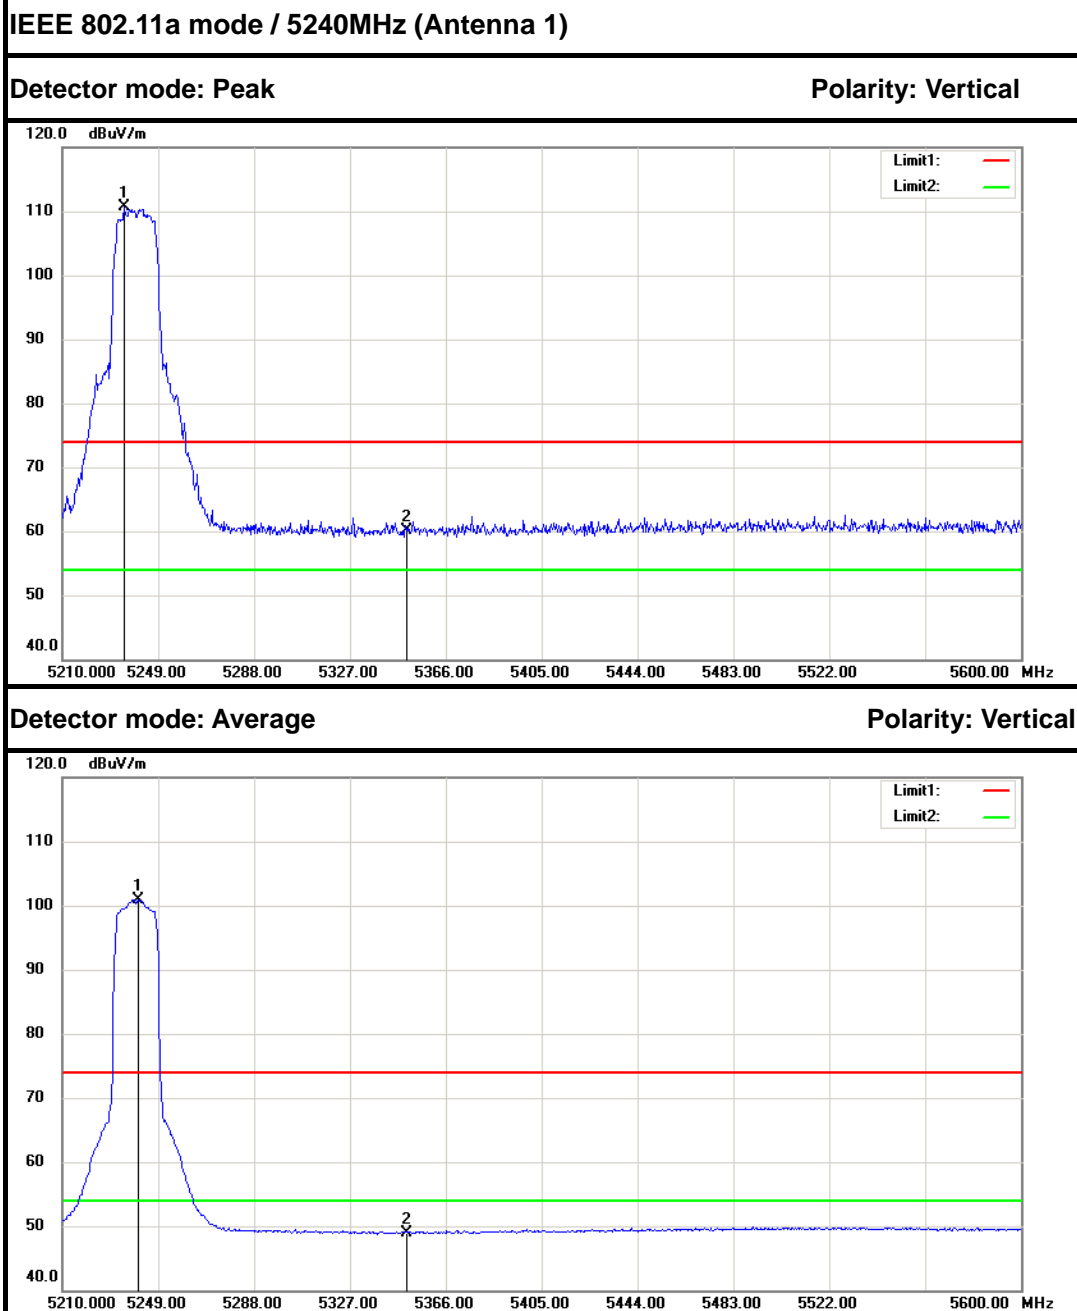 IEEE 802.11a mode / 5240MHz (Antenna 1)
Detector mode: Peak Polarity: Vertical
120.0 dBuV/m
Limit1:
Limit2:
1
110
100
90
80
70
2
60
50
40.0
5210.000 5249.00 5288.00 5327.00 5366.00 5405.00 5444.00 5483.00 5522.00 5600.00 MHz
Detector mode: Average Polarity: Vertical
120.0 dBuV/m
Limit1:
Limit2:
110
1
100
90
80
70
60
2
50
40.0
5210.000 5249.00 5288.00 5327.00 5366.00 5405.00 5444.00 5483.00 5522.00 5600.00 MHz